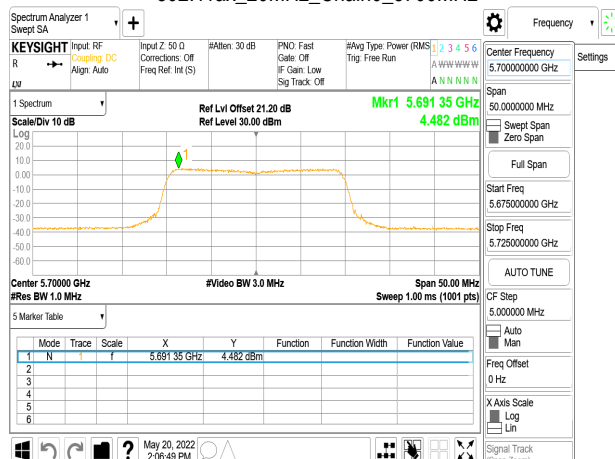 Spectrum Analyzer 1
Swept SA
Frequency
KEYSIGHT
R
Input: RF
Coupling: DC
Align: Auto
Input Z: 50 Ω
Corrections: Off
Freq Ref: Int (S)
#Atten: 30 dB
PNO: Fast
Gate: Off
IF Gain: Low
Sig Track: Off
#Avg Type: Power (RMS
Trig: Free Run
1 2 3 4 5 6
A W W W W W
A N N N N N
Settings
Center Frequency
5.700000000 GHz
Span
50.0000000 MHz
Swept Span
Zero Span
Full Span
Start Freq
5.675000000 GHz
Stop Freq
5.725000000 GHz
AUTO TUNE
CF Step
5.000000 MHz
Auto
Man
Freq Offset
0 Hz
X Axis Scale
Log
Lin
Signal Track
1 Spectrum
Scale/Div 10 dB
Ref Lvl Offset 21.20 dB
Ref Level 30.00 dBm
Mkr1 5.691 35 GHz
4.482 dBm
Log
20.0
10.0
0.00
-10.0
-20.0
-30.0
-40.0
-50.0
-60.0
1
Center 5.70000 GHz
#Res BW 1.0 MHz
#Video BW 3.0 MHz
Span 50.00 MHz
Sweep 1.00 ms (1001 pts)
5 Marker Table
Mode Trace Scale X Y Function Function Width Function Value
1 N 1 f 5.691 35 GHz 4.482 dBm
2
3
4
5
6
?
May 20, 2022
2:06:49 PM